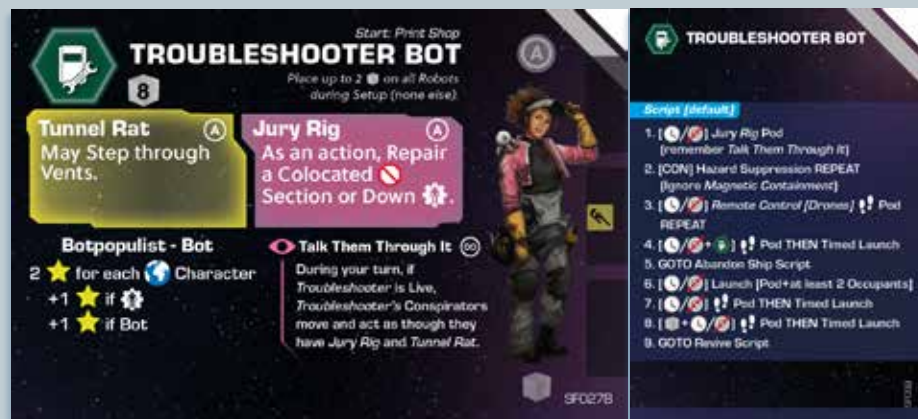 Start: Print Shop
TROUBLESHOOTER BOT
A
Place up to 2 on all Robots
during Setup (none else).
8
Tunnel Rat A
May Step through
Vents.
Jury Rig A
As an action, Repair
a Colocated
Section or Down .
Botpopulist - Bot
2 for each Character
+1 if
+1 if Bot
Talk Them Through It
During your turn, if
Troubleshooter is Live,
Troubleshooter's Conspirators
move and act as though they
have Jury Rig and Tunnel Rat.
SF027B
TROUBLESHOOTER BOT
Script [default]
1. [ / ] Jury Rig Pod
(remember Talk Them Through It)
2. [CON] Hazard Suppression REPEAT
(Ignore Magnetic Containment)
3. [ / ] Remote Control [Drones] Pod
REPEAT
4. [ / + ] Pod THEN Timed Launch
5. GOTO Abandon Ship Script
6. [ / ] Launch [Pod+at least 2 Occupants]
7. [ / ] Pod THEN Timed Launch
8. [ + / ] Pod THEN Timed Launch
9. GOTO Revive Script